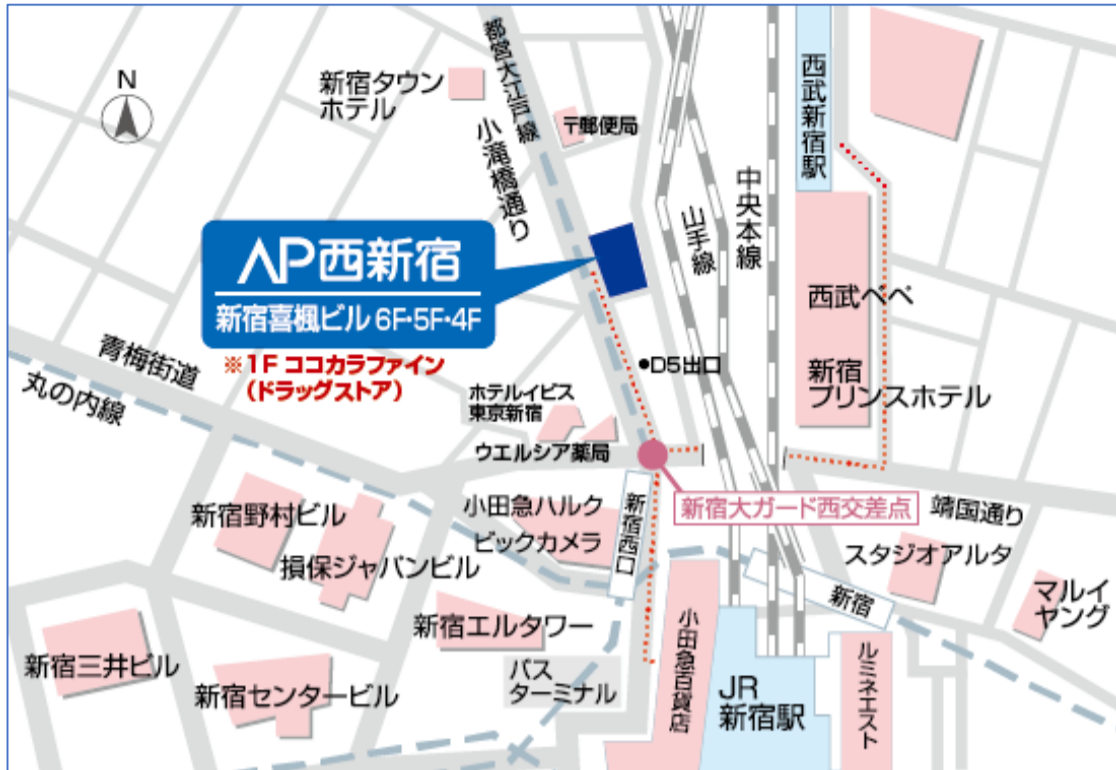 N
新宿タウン
ホテル
都営大江戸線
小滝橋通り
〒郵便局
西武新宿駅
山手線
中央本線
AP西新宿
新宿喜楓ビル 6F・5F・4F
※1F ココカラファイン
(ドラッグストア)
西武ペペ
新宿
プリンスホテル
青梅街道
丸の内線
●D5出口
ホテルイビス
東京新宿
ウエルシア薬局
新宿大ガード西交差点
靖国通り
新宿野村ビル
損保ジャパンビル
小田急ハルク
ビックカメラ
新宿西口
スタジオアルタ
マルイ
ヤング
新宿
新宿三井ビル
新宿センタービル
新宿エルタワー
バス
ターミナル
小田急百貨店
JR
新宿駅
ルミネエスト